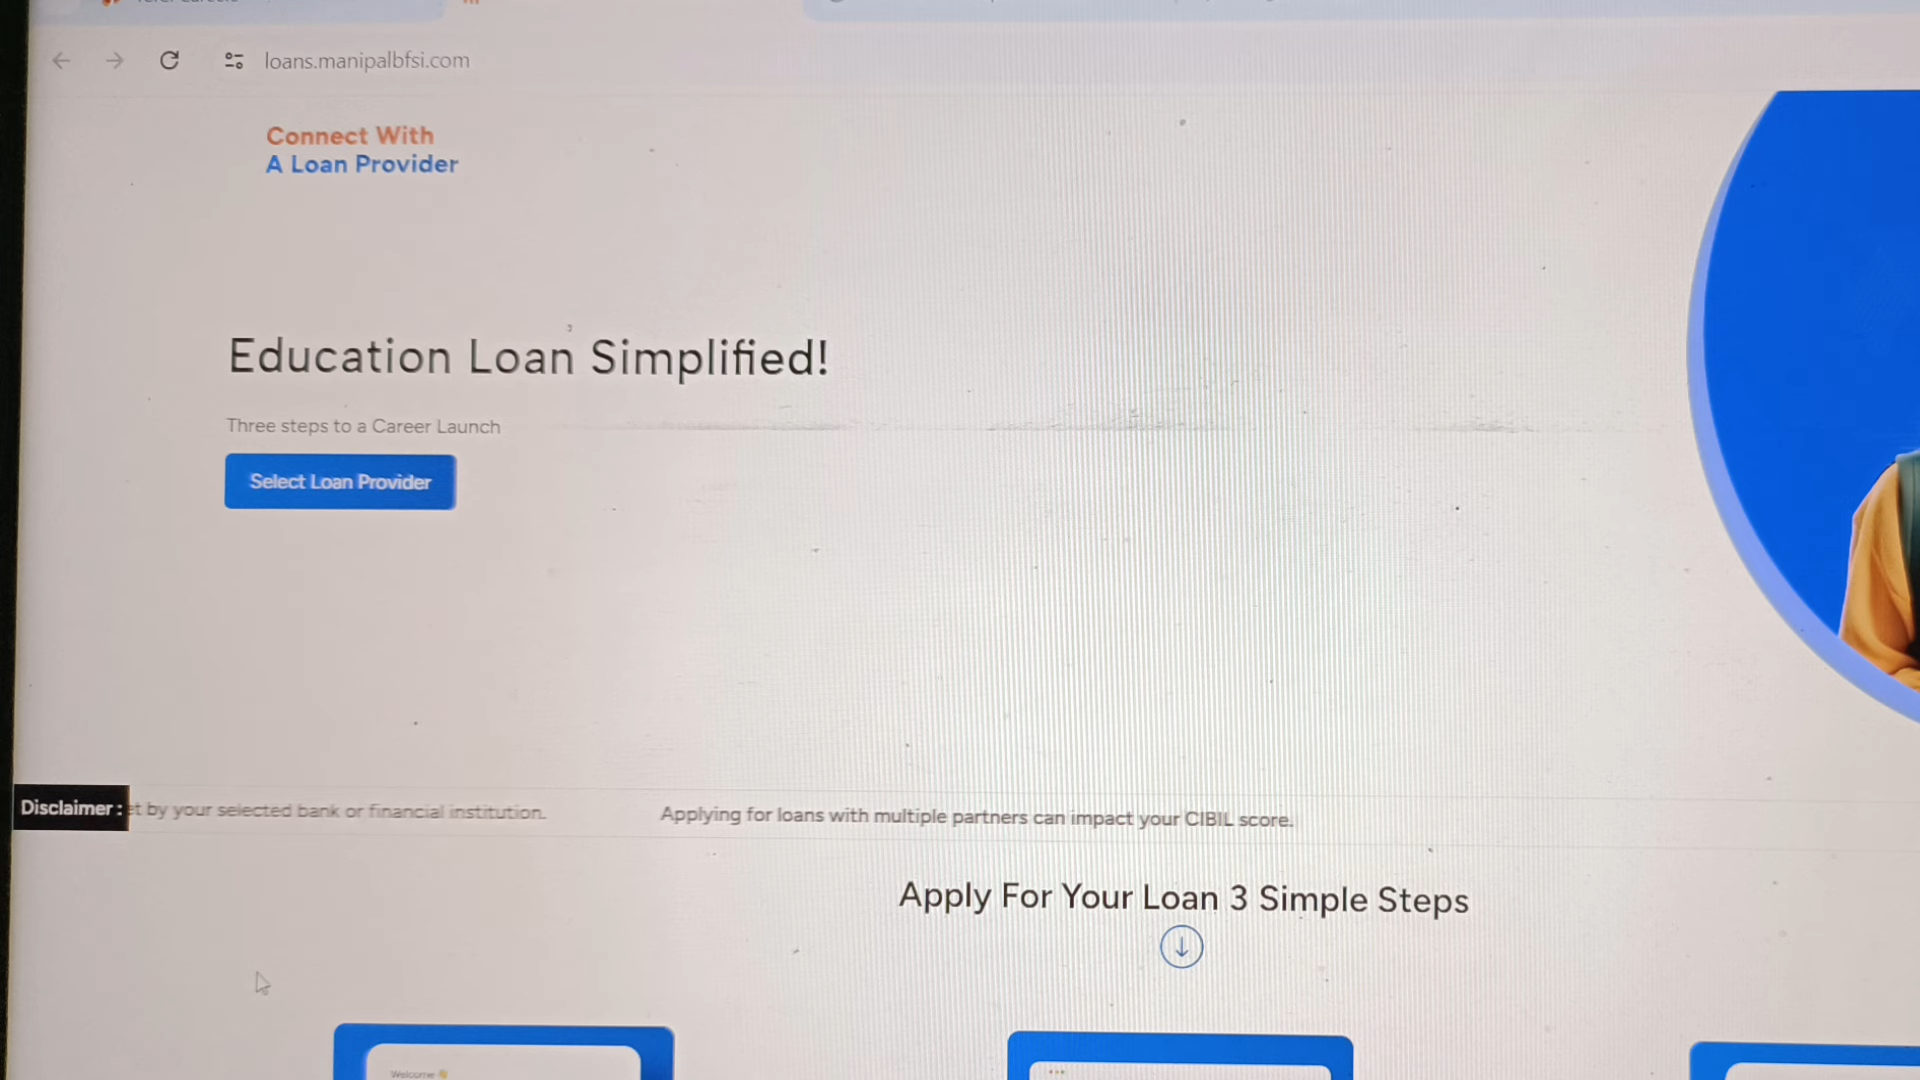 loans.manipalbfsi.com
Connect With
A Loan Provider
Education Loan Simplified!
Three steps to a Career Launch
Select Loan Provider
Disclaimer : et by your selected bank or financial institution. Applying for loans with multiple partners can impact your CIBIL score.
Apply For Your Loan 3 Simple Steps
Welcome